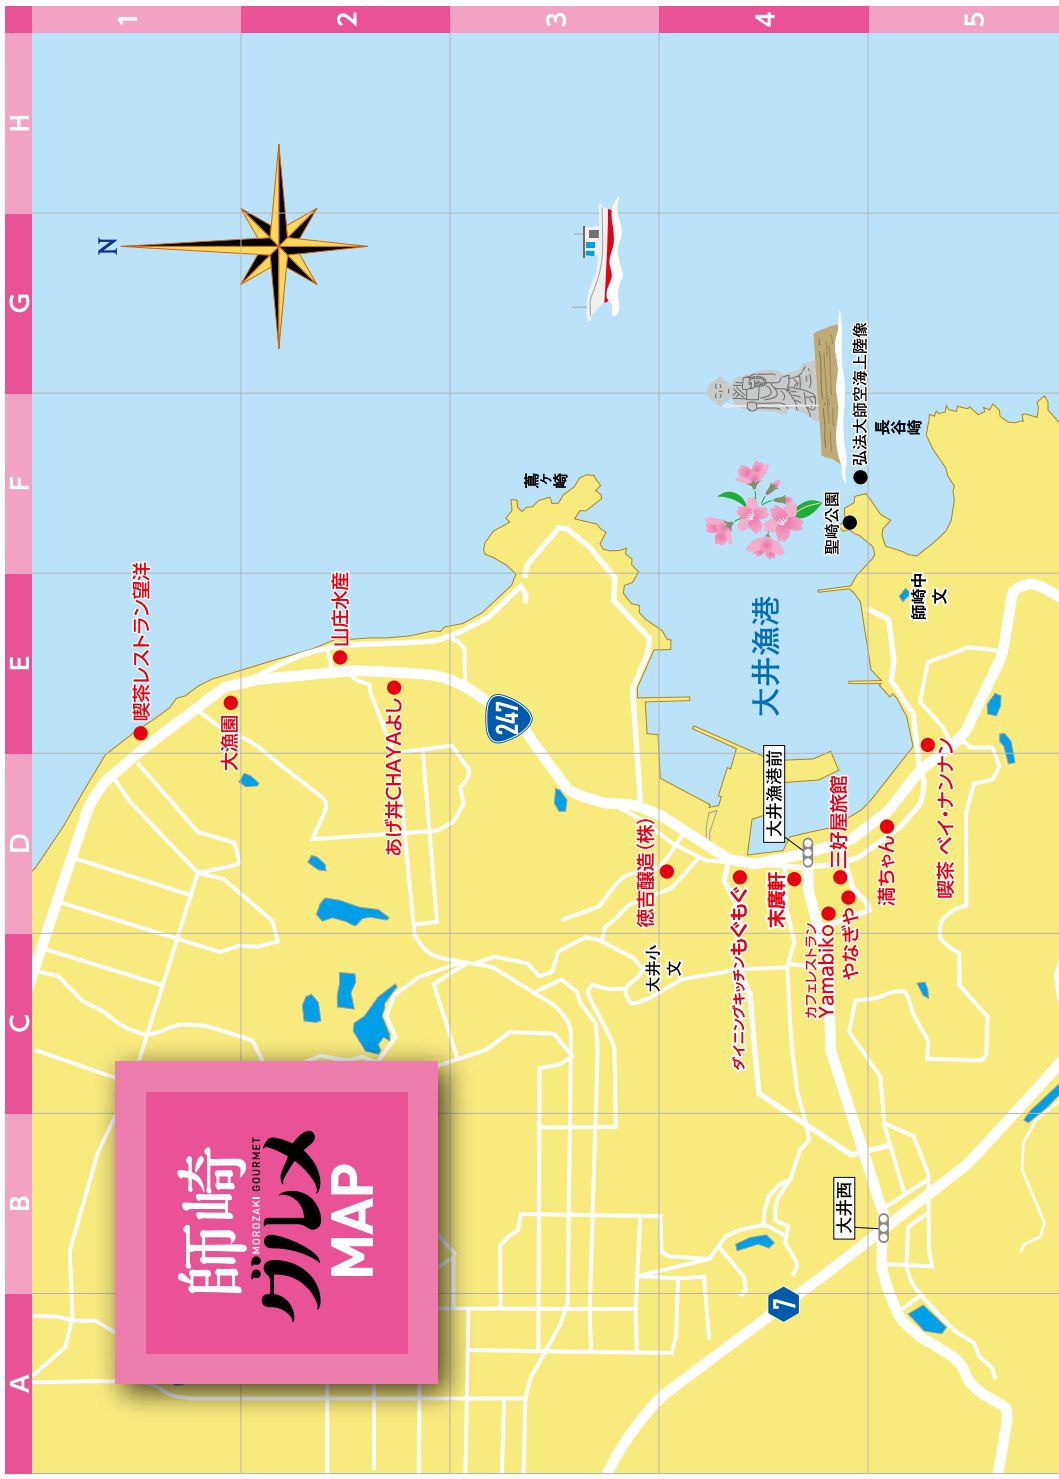 師崎
MOROZAKI GOURMET
グルメ
MAP
A
B
C
D
E
F
G
H
1
2
3
4
5
N
喫茶レストラン望洋
大漁園
山庄水産
あげ丼CHAYAよし
247
蔦ヶ崎
徳吉醸造(株)
大井小
文
ダイニングキッチンもぐもぐ
末廣軒
カフェレストラン
Yamabiko
やなぎや
三好屋旅館
満ちゃん
喫茶 ベイ・ナンナン
大井漁港前
大井漁港
聖崎公園
弘法大師空海上陸像
長谷崎
師崎中
文
大井西
7